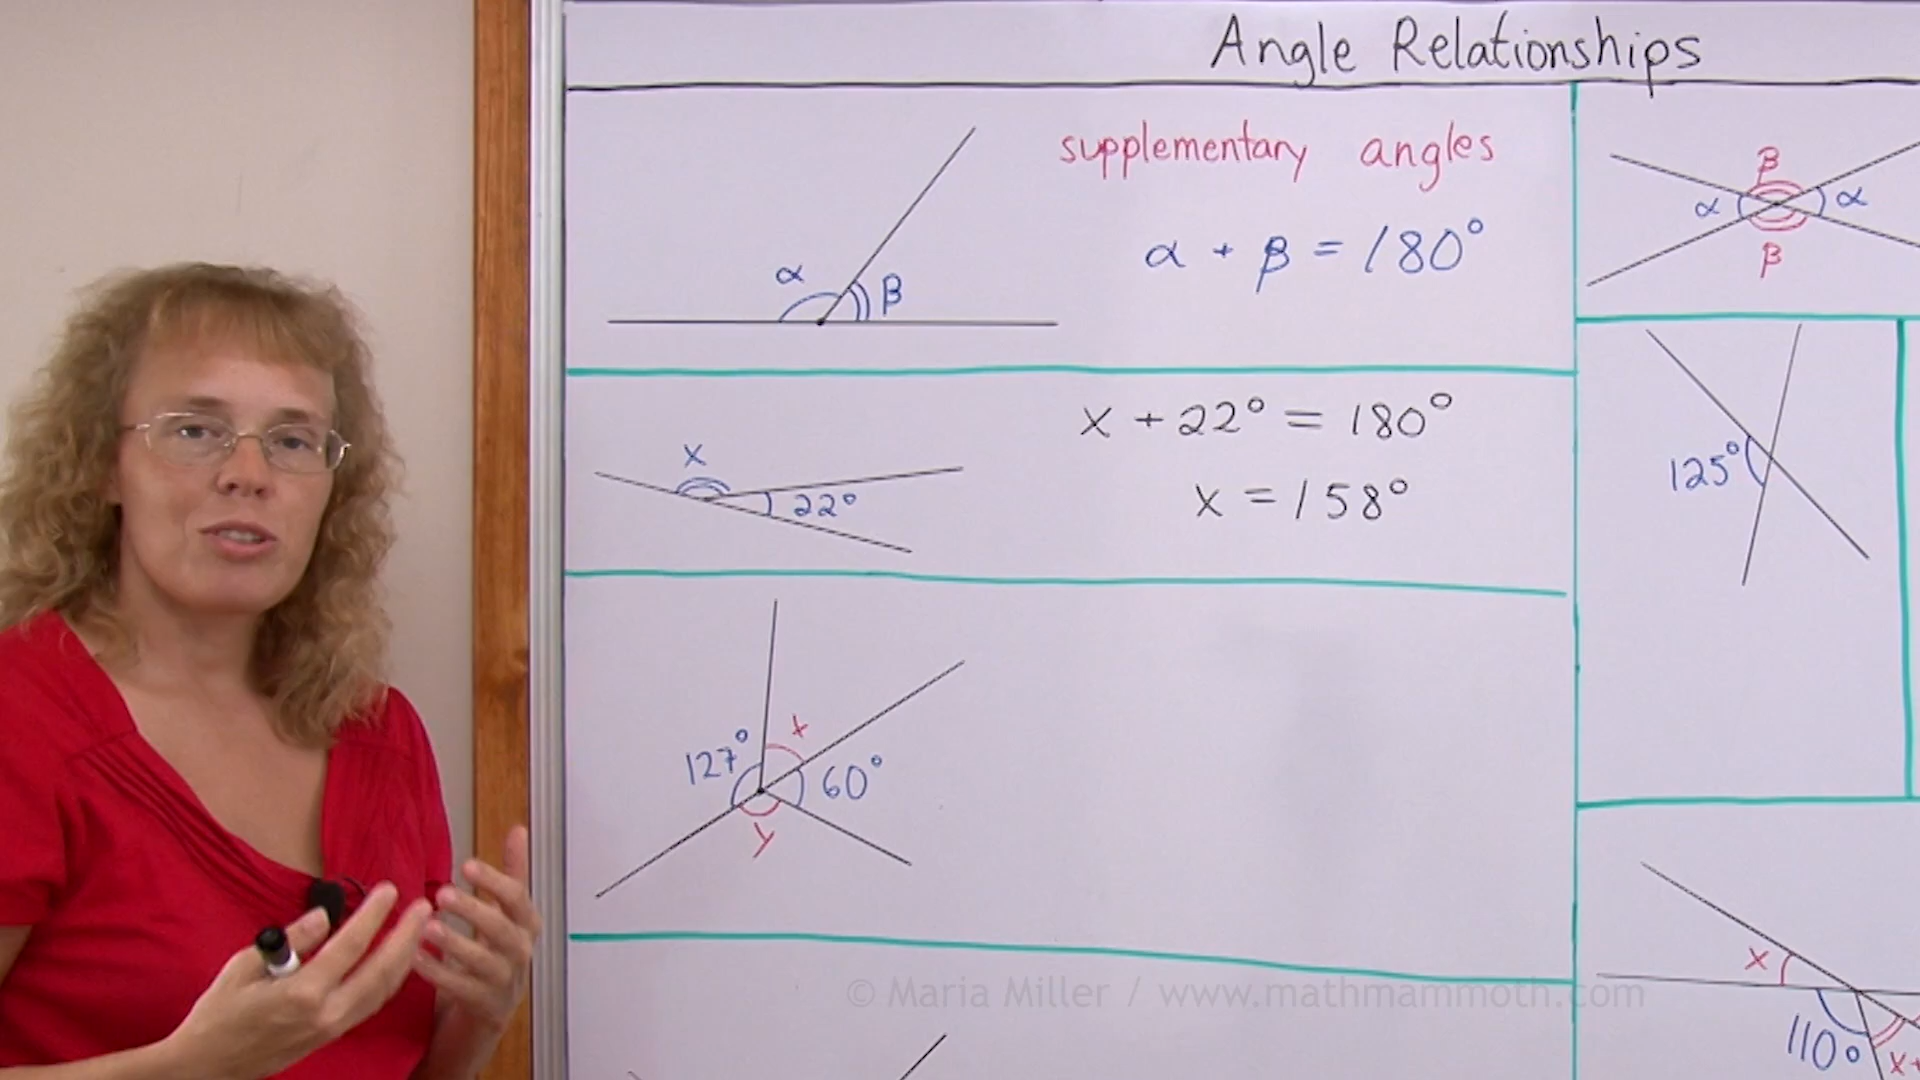 Angle Relationships
supplementary angles
α + β = 180°
α
β
x + 22° = 180°
x = 158°
x
22°
127°
x
60°
y
β
α
α
β
125°
x
110°
x+
© Maria Miller / www.mathmammoth.com